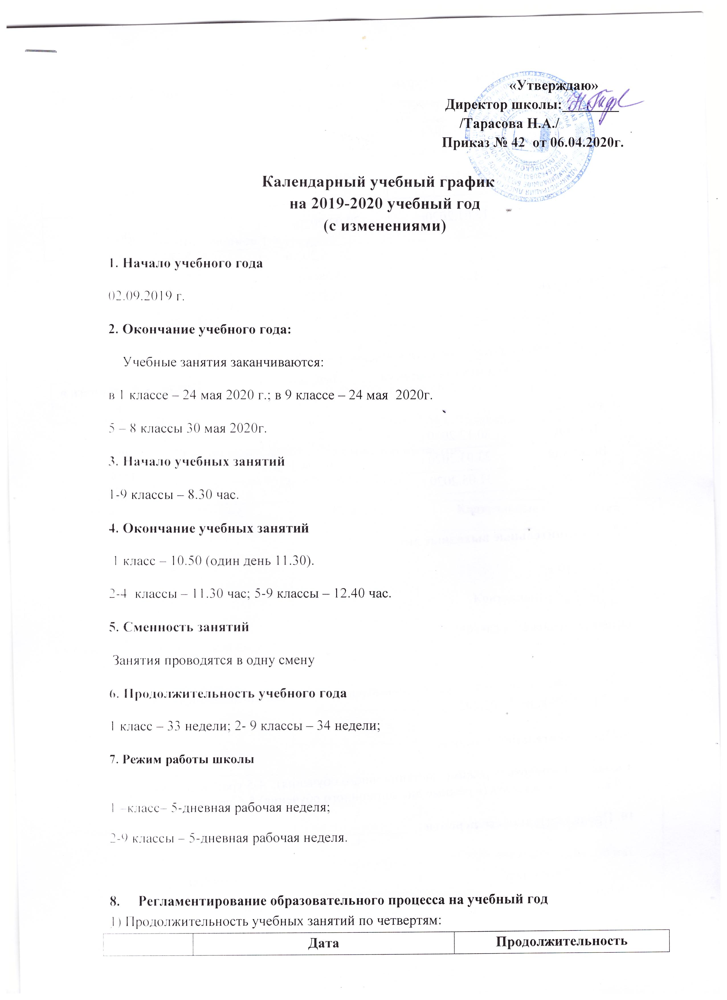 «Утверждаю»
Директор школы:
/Тарасова Н.А./
Приказ № 42 от 06.04.2020г.
Календарный учебный график
на 2019-2020 учебный год
(с изменениями)
1. Начало учебного года
02.09.2019 г.
2. Окончание учебного года:
Учебные занятия заканчиваются:
в 1 классе – 24 мая 2020 г.; в 9 классе – 24 мая 2020г.
5 – 8 классы 30 мая 2020г.
3. Начало учебных занятий
1-9 классы – 8.30 час.
4. Окончание учебных занятий
1 класс – 10.50 (один день 11.30).
2-4 классы – 11.30 час; 5-9 классы – 12.40 час.
5. Сменность занятий
Занятия проводятся в одну смену
6. Продолжительность учебного года
1 класс – 33 недели; 2- 9 классы – 34 недели;
7. Режим работы школы
1 –класс– 5-дневная рабочая неделя;
2-9 классы – 5-дневная рабочая неделя.
8. Регламентирование образовательного процесса на учебный год
1) Продолжительность учебных занятий по четвертям:
Дата Продолжительность